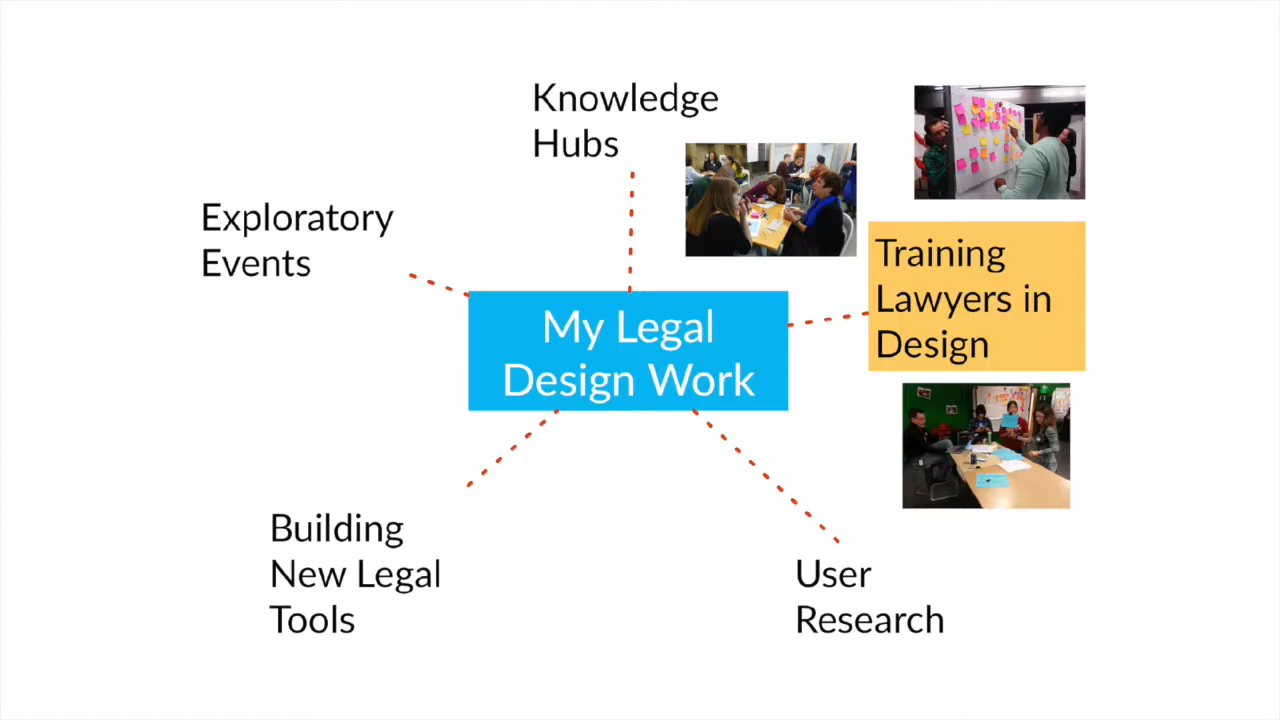 Knowledge
Hubs
Exploratory
Events
Training
Lawyers in
Design
My Legal
Design Work
Building
New Legal
Tools
User
Research